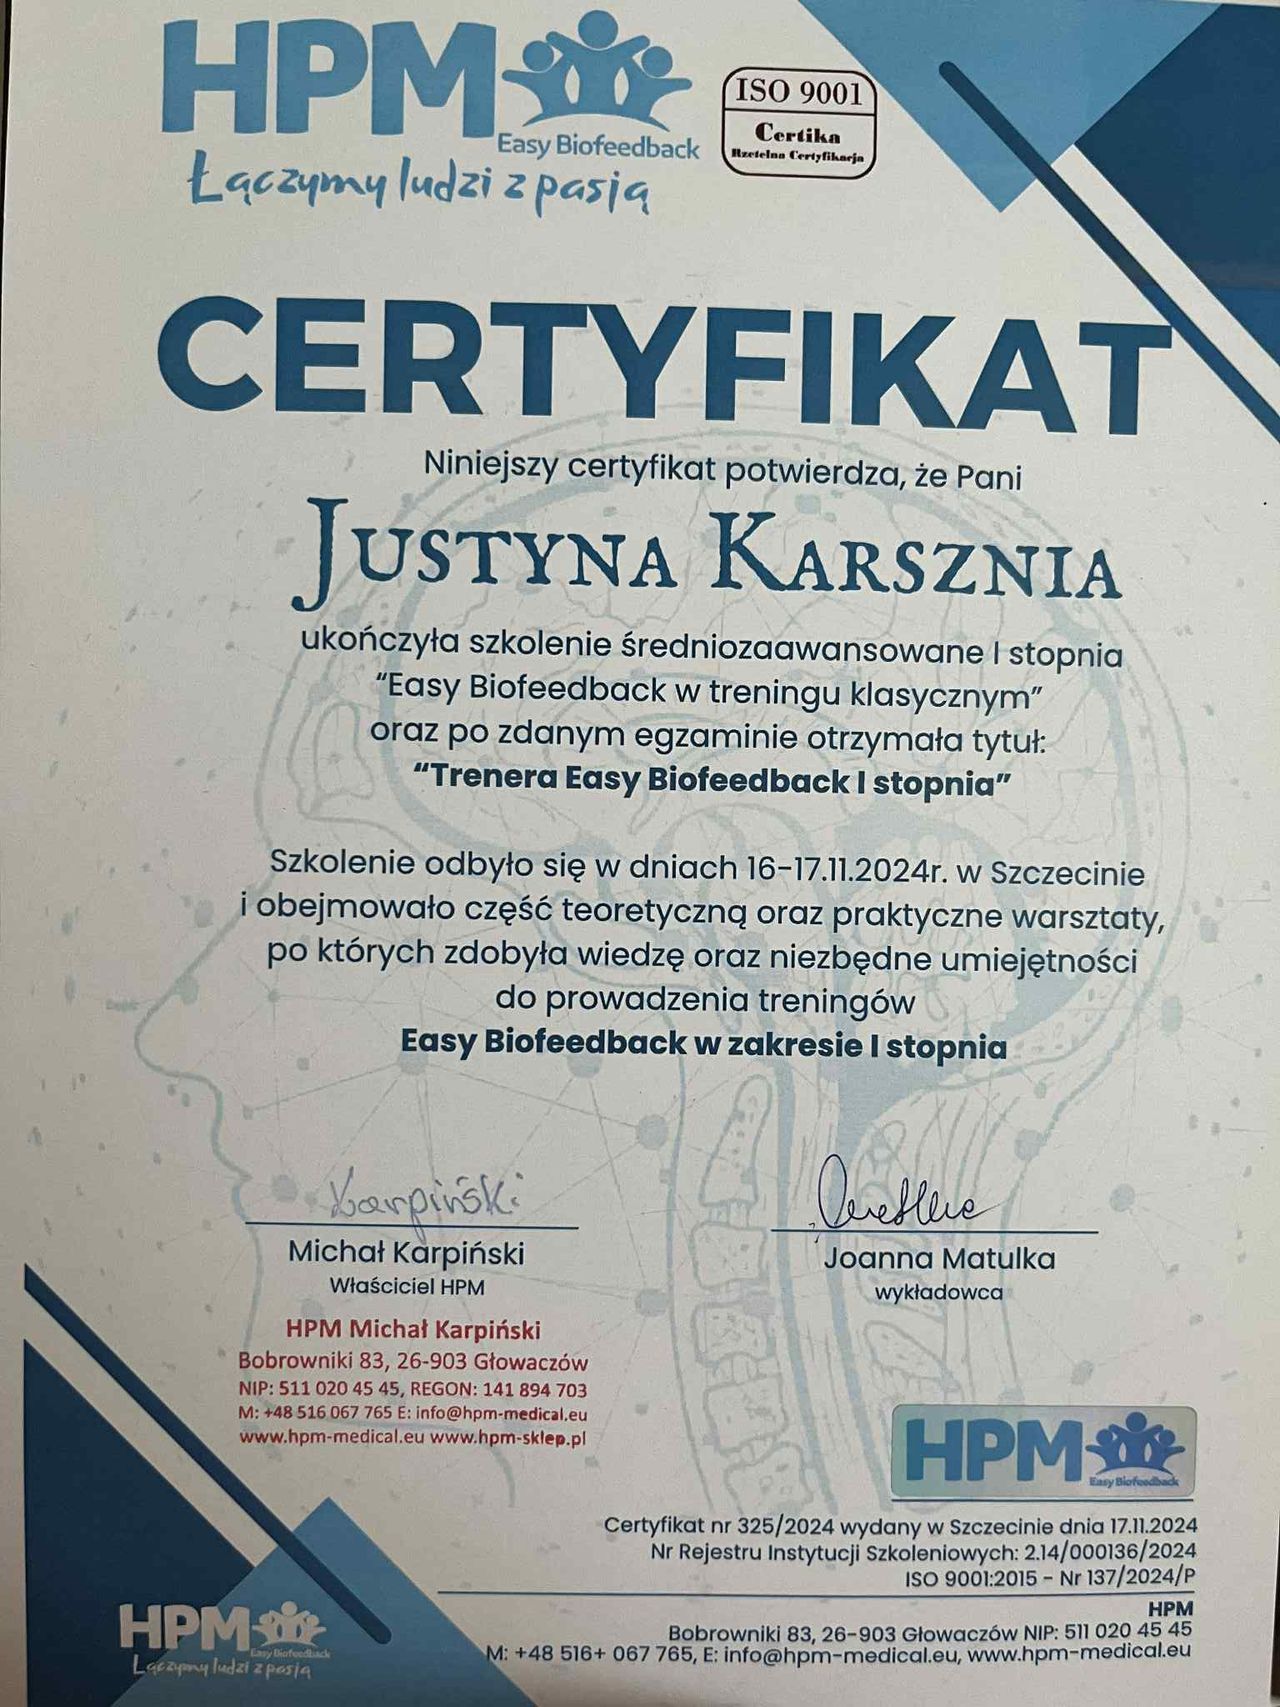 HPM
Easy Biofeedback
Łączymy ludzi z pasją
ISO 9001
Certika
Rzetelna Certyfikacja
CERTYFIKAT
Niniejszy certyfikat potwierdza, że Pani
JUSTYNA KARSZNIA
ukończyła szkolenie średniozaawansowane I stopnia
“Easy Biofeedback w treningu klasycznym”
oraz po zdanym egzaminie otrzymała tytuł:
“Trenera Easy Biofeedback I stopnia”
Szkolenie odbyło się w dniach 16-17.11.2024r. w Szczecinie
i obejmowało część teoretyczną oraz praktyczne warsztaty,
po których zdobyła wiedzę oraz niezbędne umiejętności
do prowadzenia treningów
Easy Biofeedback w zakresie I stopnia
Karpiński
Michał Karpiński
Właściciel HPM
HPM Michał Karpiński
Bobrowniki 83, 26-903 Głowaczów
NIP: 511 020 45 45, REGON: 141 894 703
M: +48 516 067 765 E: info@hpm-medical.eu
www.hpm-medical.eu www.hpm-sklep.pl
Joanna Matulka
wykładowca
HPM
Easy Biofeedback
Certyfikat nr 325/2024 wydany w Szczecinie dnia 17.11.2024
Nr Rejestru Instytucji Szkoleniowych: 2.14/000136/2024
ISO 9001:2015 - Nr 137/2024/P
HPM
Bobrowniki 83, 26-903 Głowaczów NIP: 511 020 45 45
M: +48 516+ 067 765, E: info@hpm-medical.eu, www.hpm-medical.eu
HPM
Easy Biofeedback
Łączymy ludzi z pasją